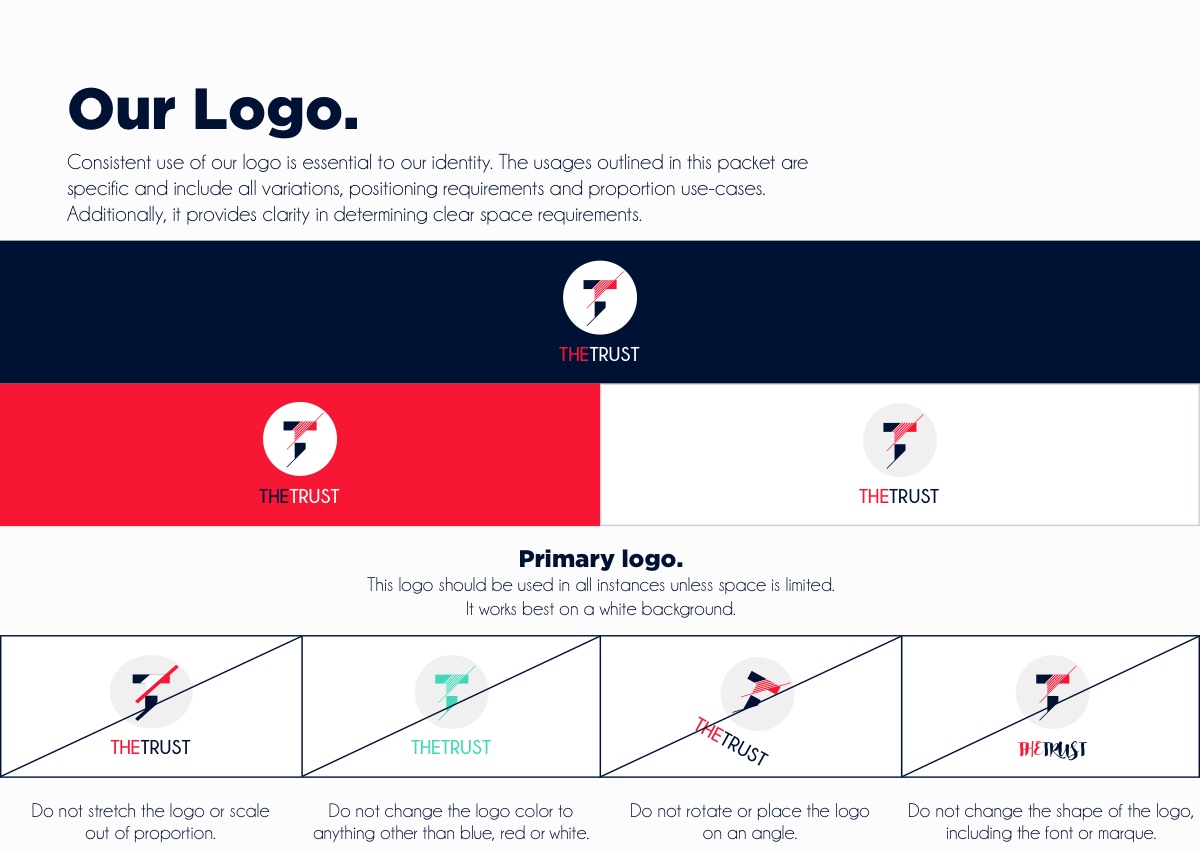 Our Logo.
Consistent use of our logo is essential to our identity. The usages outlined in this packet are
specific and include all variations, positioning requirements and proportion use-cases.
Additionally, it provides clarity in determining clear space requirements.
THETRUST
THETRUST
THETRUST
Primary logo.
This logo should be used in all instances unless space is limited.
It works best on a white background.
THETRUST
THETRUST
THETRUST
THETRUST
Do not stretch the logo or scale
out of proportion.
Do not change the logo color to
anything other than blue, red or white.
Do not rotate or place the logo
on an angle.
Do not change the shape of the logo,
including the font or marque.